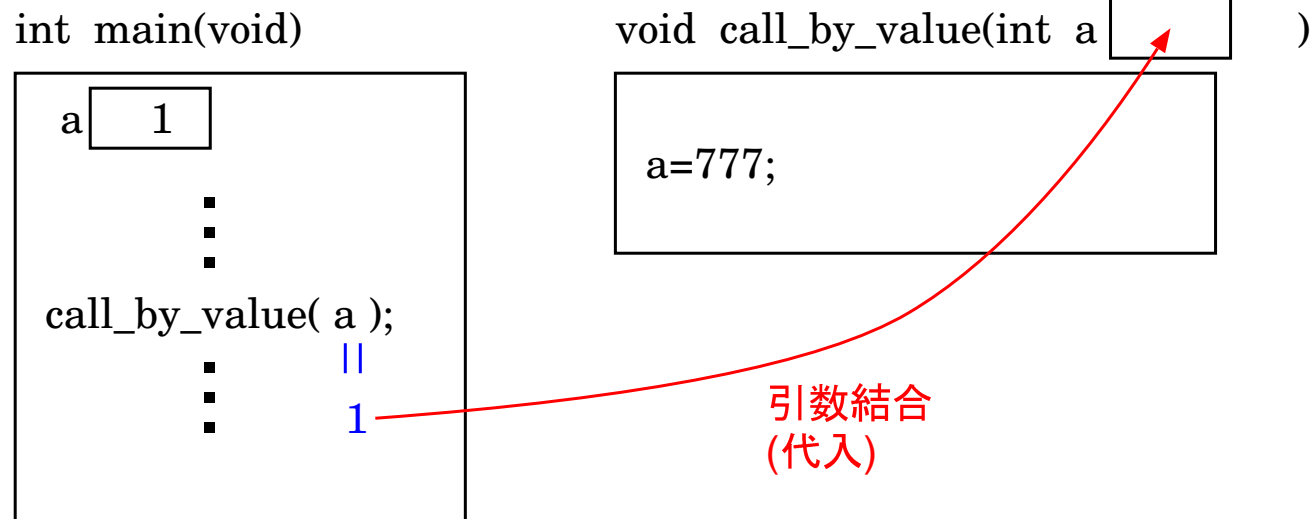 int main(void)
a 1
call_by_value( a );
||
1
void call_by_value(int a )
a=777;
引数結合
(代入)